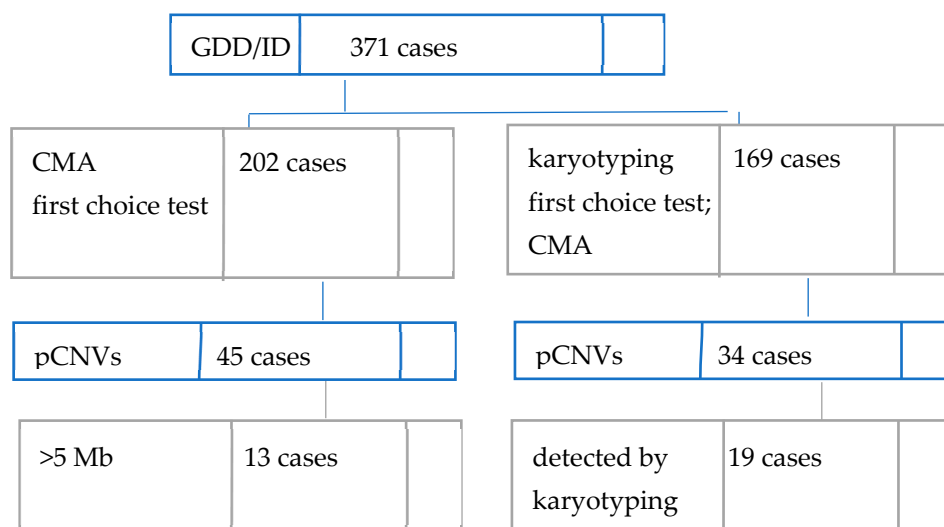 GDD/ID 371 cases
CMA 202 cases
first choice test
karyotyping 169 cases
first choice test;
CMA
pCNVs 45 cases
pCNVs 34 cases
>5 Mb 13 cases
detected by 19 cases
karyotyping